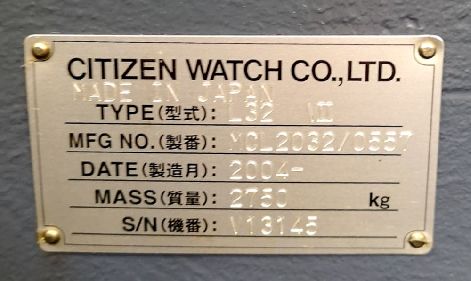 CITIZEN WATCH CO.,LTD.
MADE IN JAPAN
TYPE(型式): L32 Ⅷ
MFG NO.(製番): MCL2032/0557
DATE(製造月): 2004-
MASS(質量): 2750 kg
S/N(機番): V13145